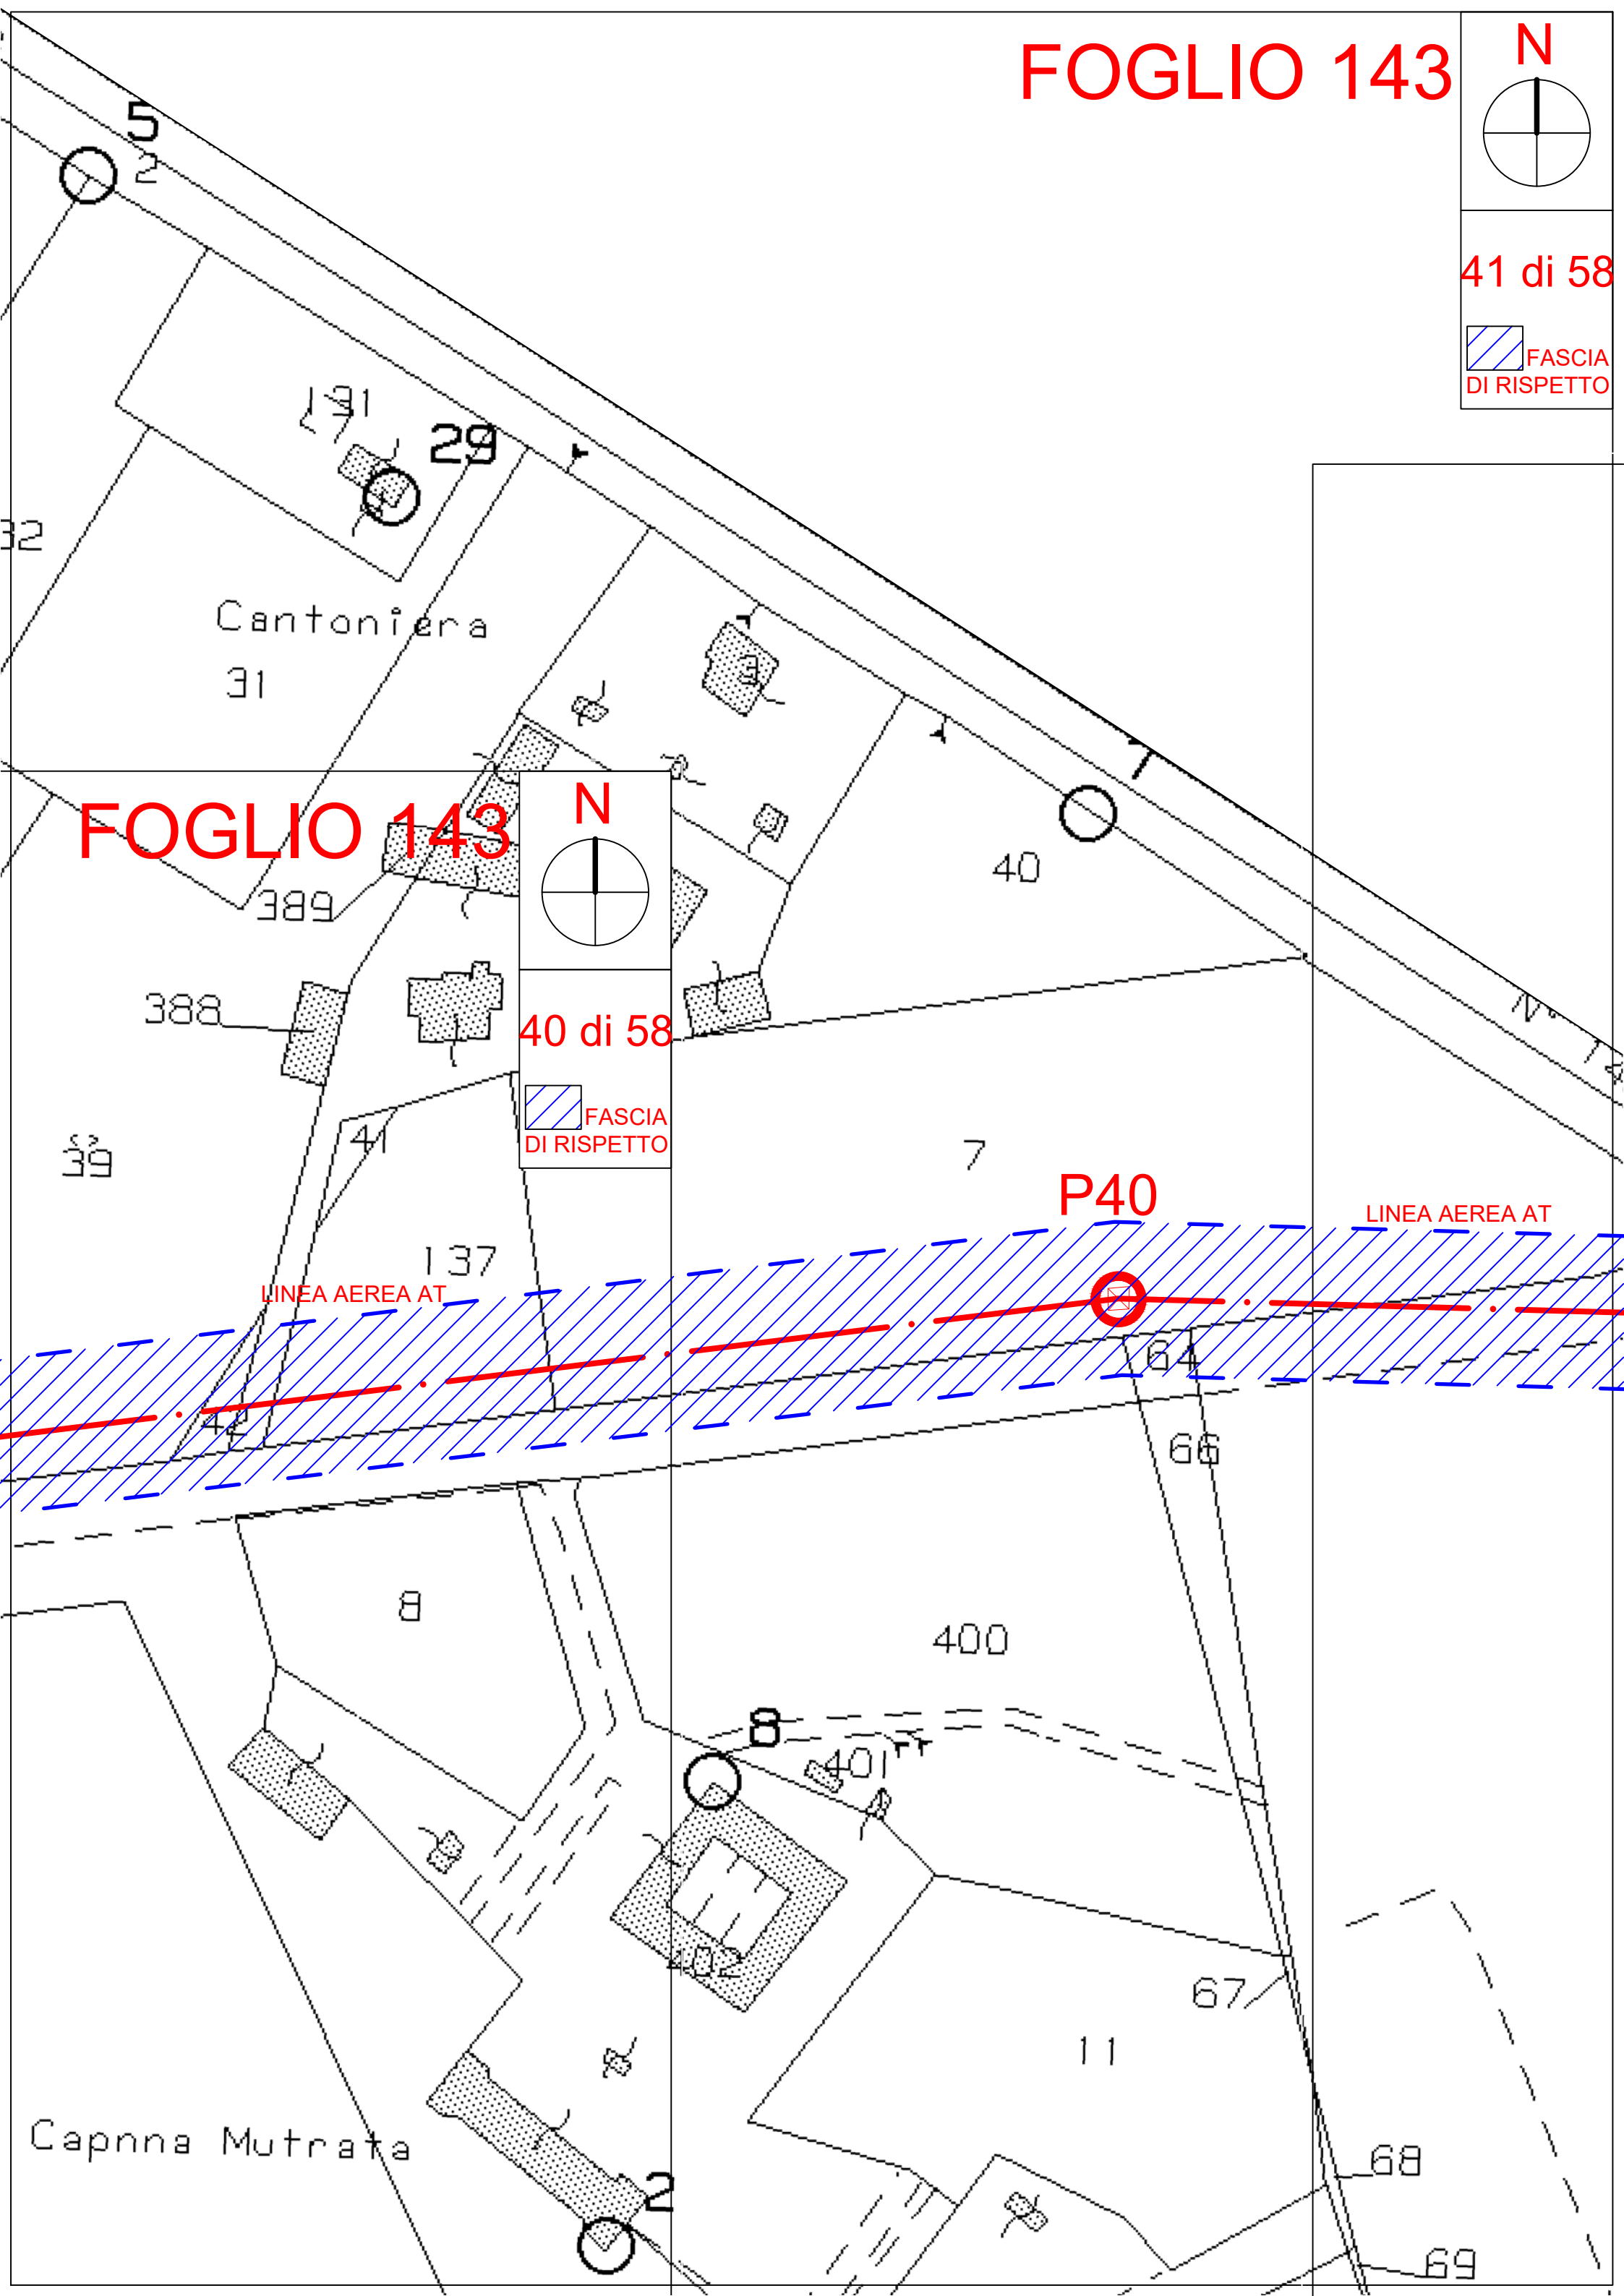 FOGLIO 143
N
5
2
41 di 58
FASCIA
DI RISPETTO
131
29
32
Cantoniera
31
3
FOGLIO 143
N
40
389
388
40 di 58
FASCIA
DI RISPETTO
41
39
7
P40
LINEA AEREA AT
137
LINEA AEREA AT
64
42
66
8
400
8
401
402
67
11
Capnna Mutrata
68
2
69